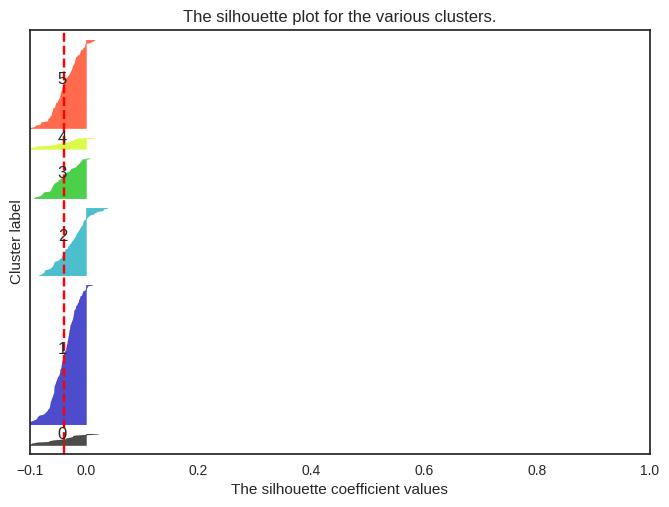 The silhouette plot for the various clusters.
5
4
3
2
1
0
Cluster label
−0.1 0.0 0.2 0.4 0.6 0.8 1.0
The silhouette coefficient values